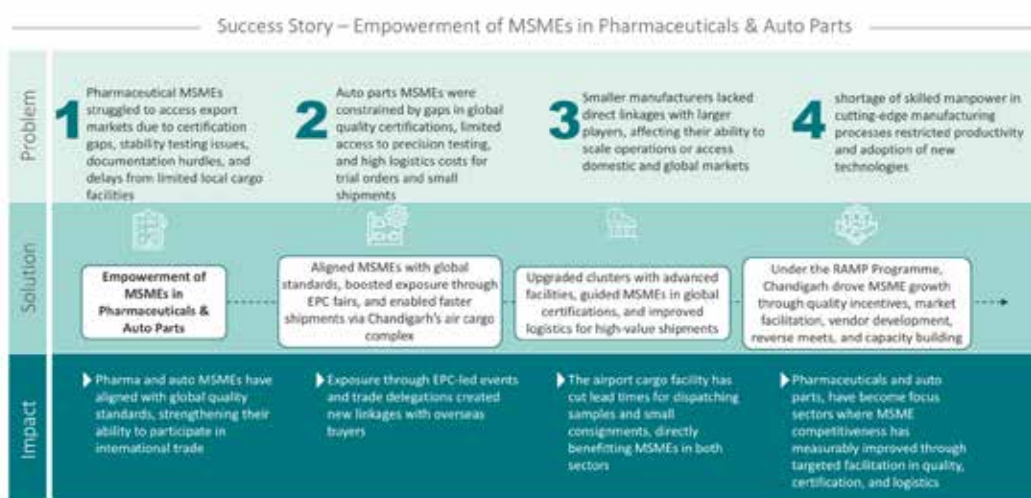 Success Story – Empowerment of MSMEs in Pharmaceuticals & Auto Parts
Problem
1
Pharmaceutical MSMEs
struggled to access export
markets due to certification
gaps, stability testing issues,
documentation hurdles, and
delays from limited local cargo
facilities
2
Auto parts MSMEs were
constrained by gaps in global
quality certifications, limited
access to precision testing,
and high logistics costs for
trial orders and small
shipments
3
Smaller manufacturers lacked
direct linkages with larger
players, affecting their ability to
scale operations or access
domestic and global markets
4
shortage of skilled manpower in
cutting-edge manufacturing
processes restricted productivity
and adoption of new
technologies
Solution
Empowerment of
MSMEs in
Pharmaceuticals &
Auto Parts
Aligned MSMEs with global
standards, boosted exposure through
EPC fairs, and enabled faster
shipments via Chandigarh's air cargo
complex
Upgraded clusters with advanced
facilities, guided MSMEs in global
certifications, and improved
logistics for high-value shipments
Under the RAMP Programme,
Chandigarh drove MSME growth
through quality incentives, market
facilitation, vendor development,
reverse meets, and capacity building
Impact
Pharma and auto MSMEs have
aligned with global quality
standards, strengthening their
ability to participate in
international trade
Exposure through EPC-led events
and trade delegations created
new linkages with overseas
buyers
The airport cargo facility has
cut lead times for dispatching
samples and small
consignments, directly
benefitting MSMEs in both
sectors
Pharmaceuticals and auto
parts, have become focus
sectors where MSME
competitiveness has
measurably improved through
targeted facilitation in quality,
certification, and logistics